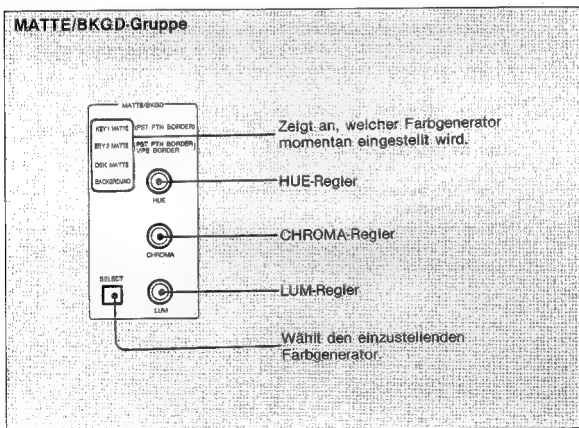 MATTE/BKGD-Gruppe
MATTE/BKGD
KEY1 MATTE (PST PTN BORDER)
KEY2 MATTE (PST PTN BORDER)
VPE BORDER
DSK MATTE
BACKGROUND
HUE
CHROMA
SELECT
LUM
Zeigt an, welcher Farbgenerator
momentan eingestellt wird.
HUE-Regler
CHROMA-Regler
LUM-Regler
Wählt den einzustellenden
Farbgenerator.